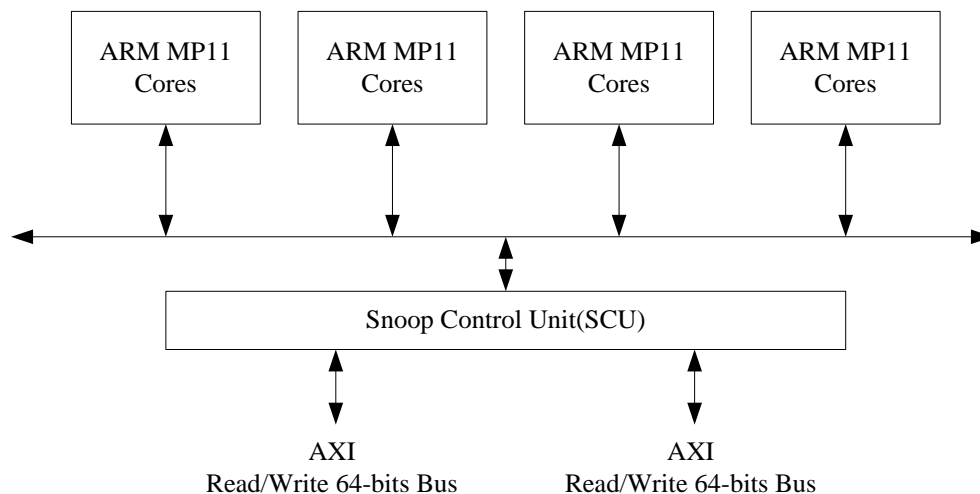 ARM MP11
Cores
ARM MP11
Cores
ARM MP11
Cores
ARM MP11
Cores
Snoop Control Unit(SCU)
AXI
Read/Write 64-bits Bus
AXI
Read/Write 64-bits Bus